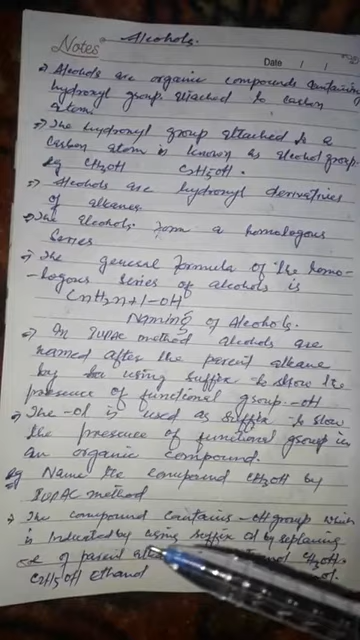 Notes
Alcohols.
Date / /
=) Alcohols are organic compounds containing
hydroxyl group attached to carbon
atom
=) The hydroxyl group attached to a
carbon atom is known as alcohol group.
eg CH3OH C2H5OH.
=) Alcohols are hydroxyl derivatives
of alkanes
=) The alcohols form a homologous
series
=) The general formula of the homo-
-logous series of alcohols is
CnH2n+1-OH
Naming of Alcohols.
=) In IUPAC method alcohols are
named after the parent alkane
by using suffix to show the
presence of functional group -OH
=) The -ol is used as suffix to show
the presence of functional group in
an organic compound.
eg Name the compound CH3OH by
IUPAC method
=) The compound contains -OH group which
is indicated by using suffix ol by replacing
-e of parent CH3OH.
C2H5OH ethanol